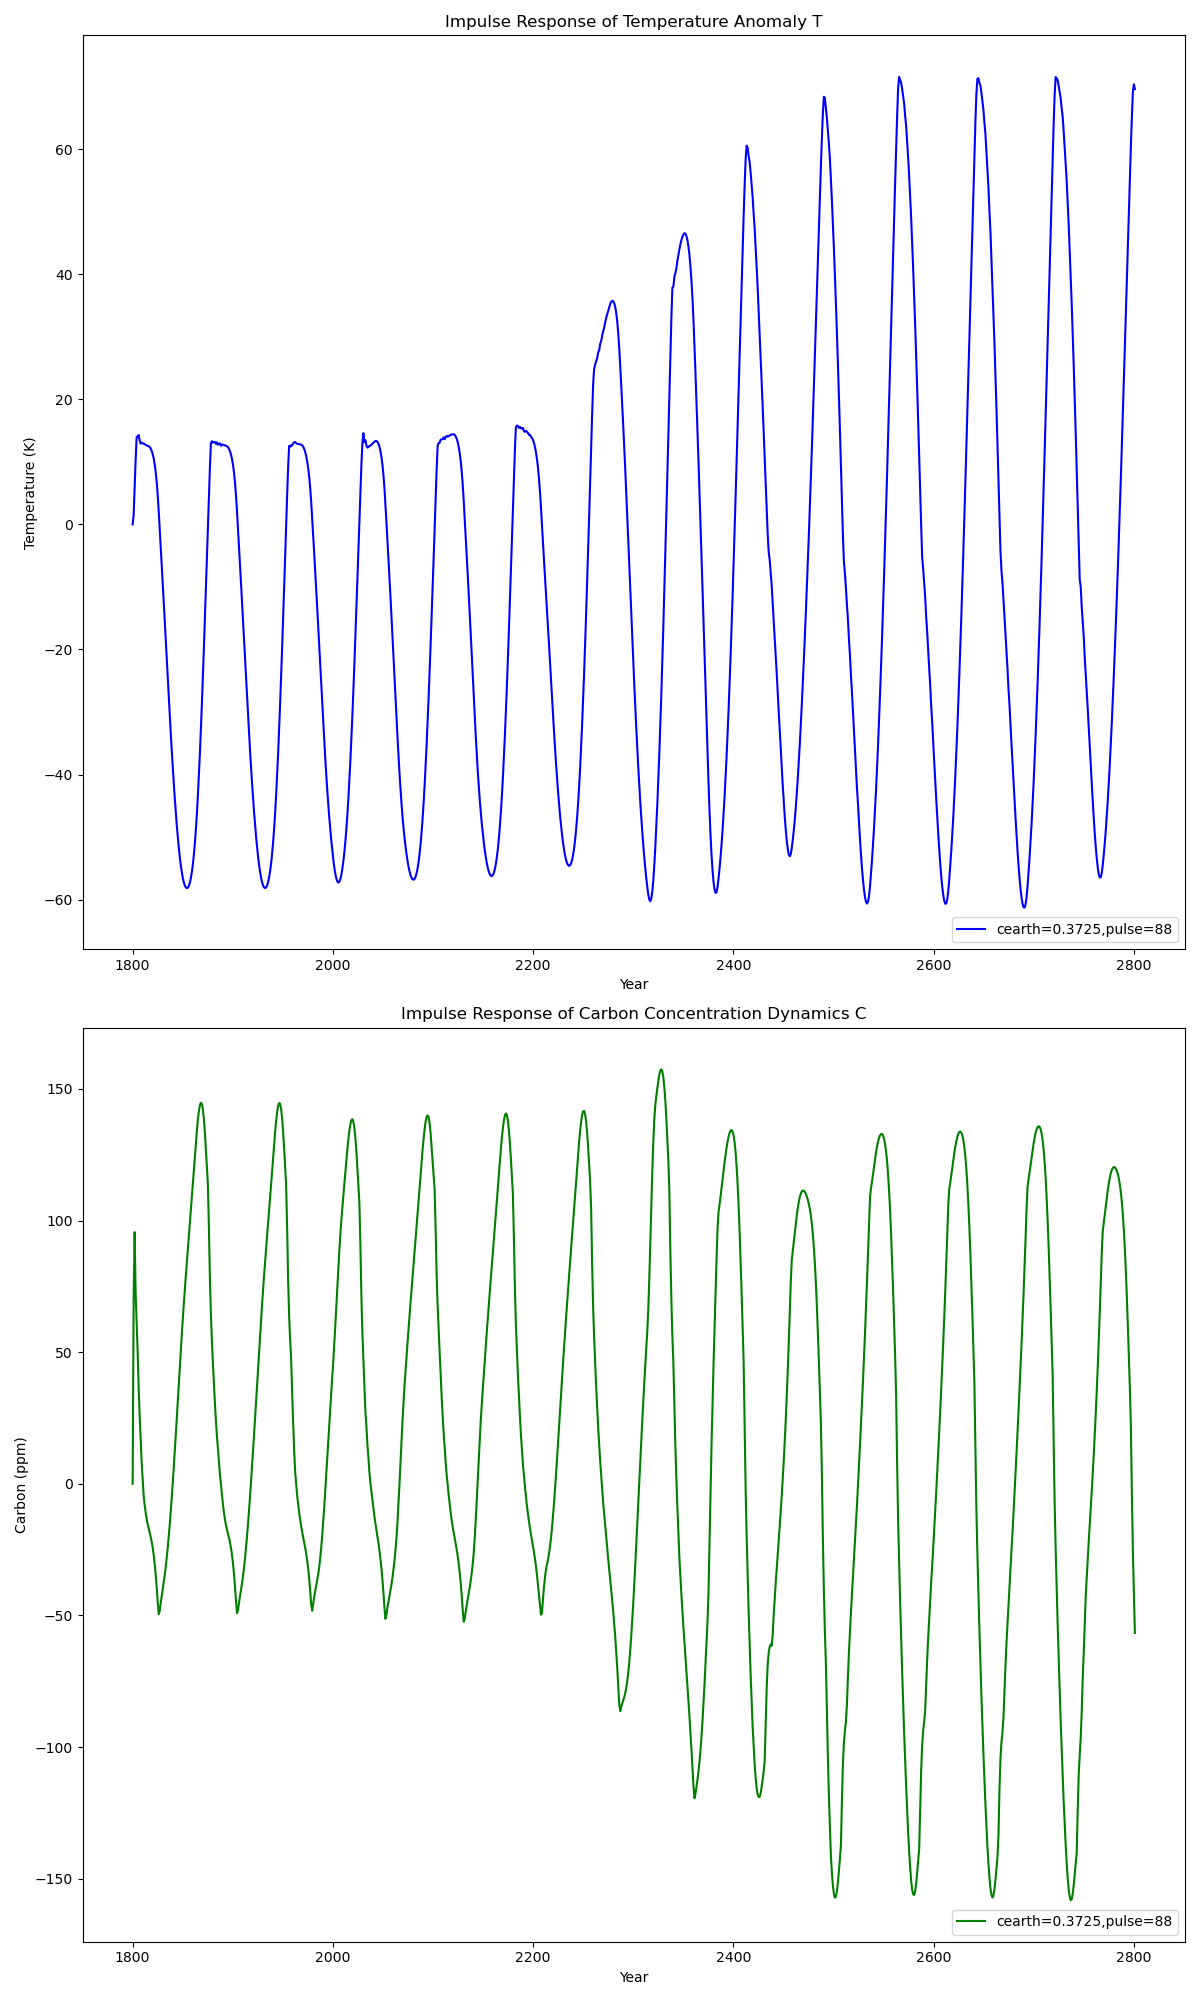 Impulse Response of Temperature Anomaly T
Temperature (K)
60
40
20
0
−20
−40
−60
cearth=0.3725,pulse=88
1800 2000 2200 2400 2600 2800
Year
Impulse Response of Carbon Concentration Dynamics C
Carbon (ppm)
150
100
50
0
−50
−100
−150
cearth=0.3725,pulse=88
1800 2000 2200 2400 2600 2800
Year